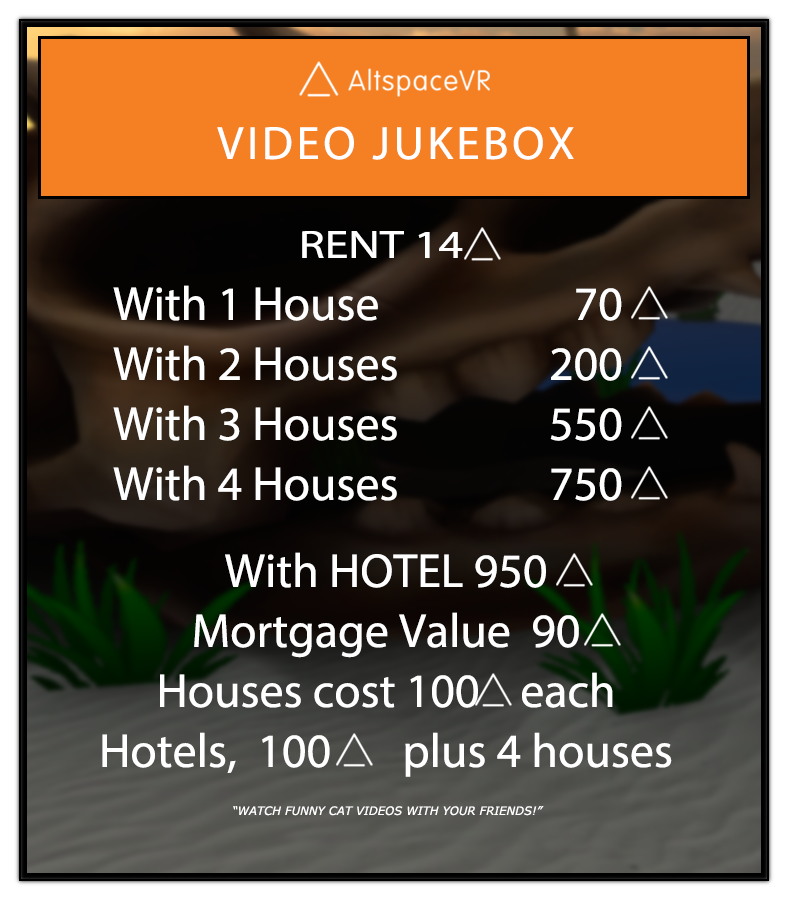 △ AltspaceVR
VIDEO JUKEBOX
RENT 14△
With 1 House 70 △
With 2 Houses 200 △
With 3 Houses 550 △
With 4 Houses 750 △
With HOTEL 950 △
Mortgage Value 90△
Houses cost 100△ each
Hotels, 100△ plus 4 houses
"WATCH FUNNY CAT VIDEOS WITH YOUR FRIENDS!"